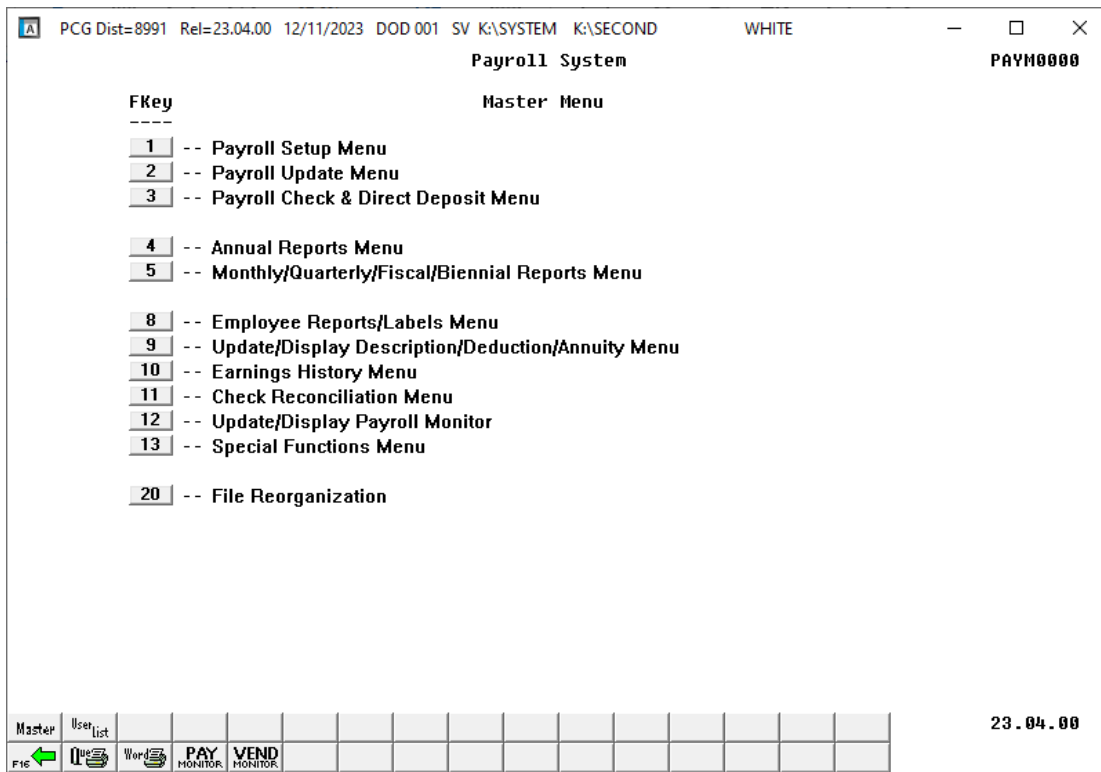 A PCG Dist=8991 Rel=23.04.00 12/11/2023 DOD 001 SV K:\SYSTEM K:\SECOND WHITE
Payroll System PAYM0000
FKey Master Menu
----
1 -- Payroll Setup Menu
2 -- Payroll Update Menu
3 -- Payroll Check & Direct Deposit Menu
4 -- Annual Reports Menu
5 -- Monthly/Quarterly/Fiscal/Biennial Reports Menu
8 -- Employee Reports/Labels Menu
9 -- Update/Display Description/Deduction/Annuity Menu
10 -- Earnings History Menu
11 -- Check Reconciliation Menu
12 -- Update/Display Payroll Monitor
13 -- Special Functions Menu
20 -- File Reorganization
Master User List 23.04.00
F16 Que Word PAY MONITOR VEND MONITOR